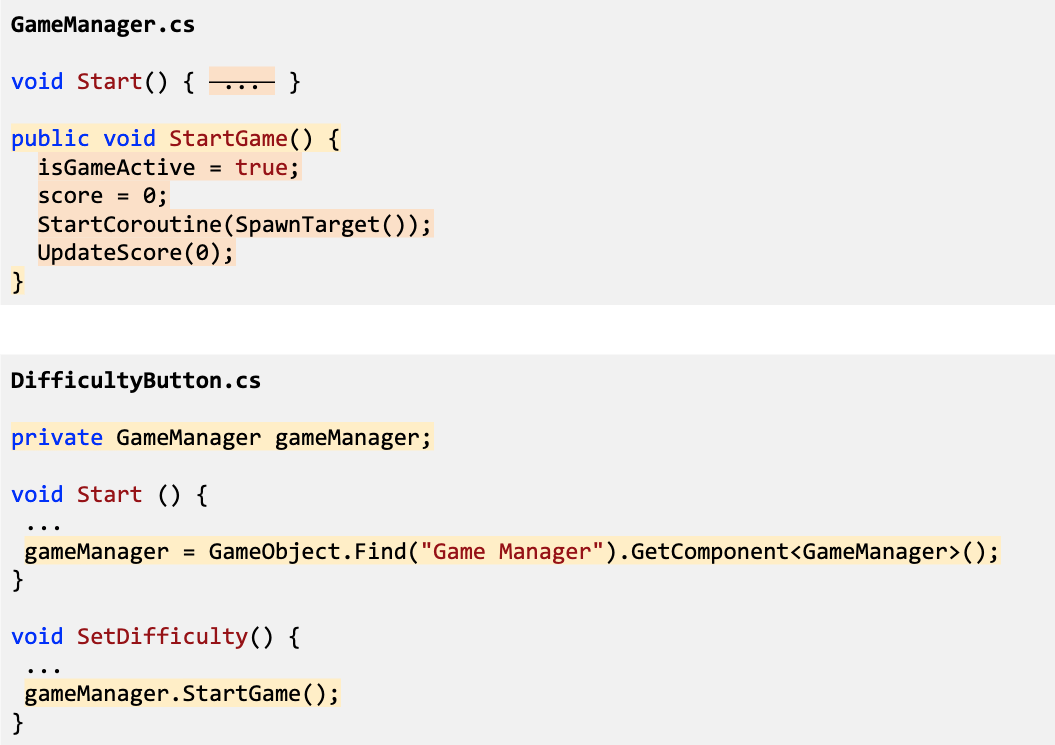 GameManager.cs
void Start() { ... }
public void StartGame() {
isGameActive = true;
score = 0;
StartCoroutine(SpawnTarget());
UpdateScore(0);
}
DifficultyButton.cs
private GameManager gameManager;
void Start () {
...
gameManager = GameObject.Find("Game Manager").GetComponent<GameManager>();
}
void SetDifficulty() {
...
gameManager.StartGame();
}